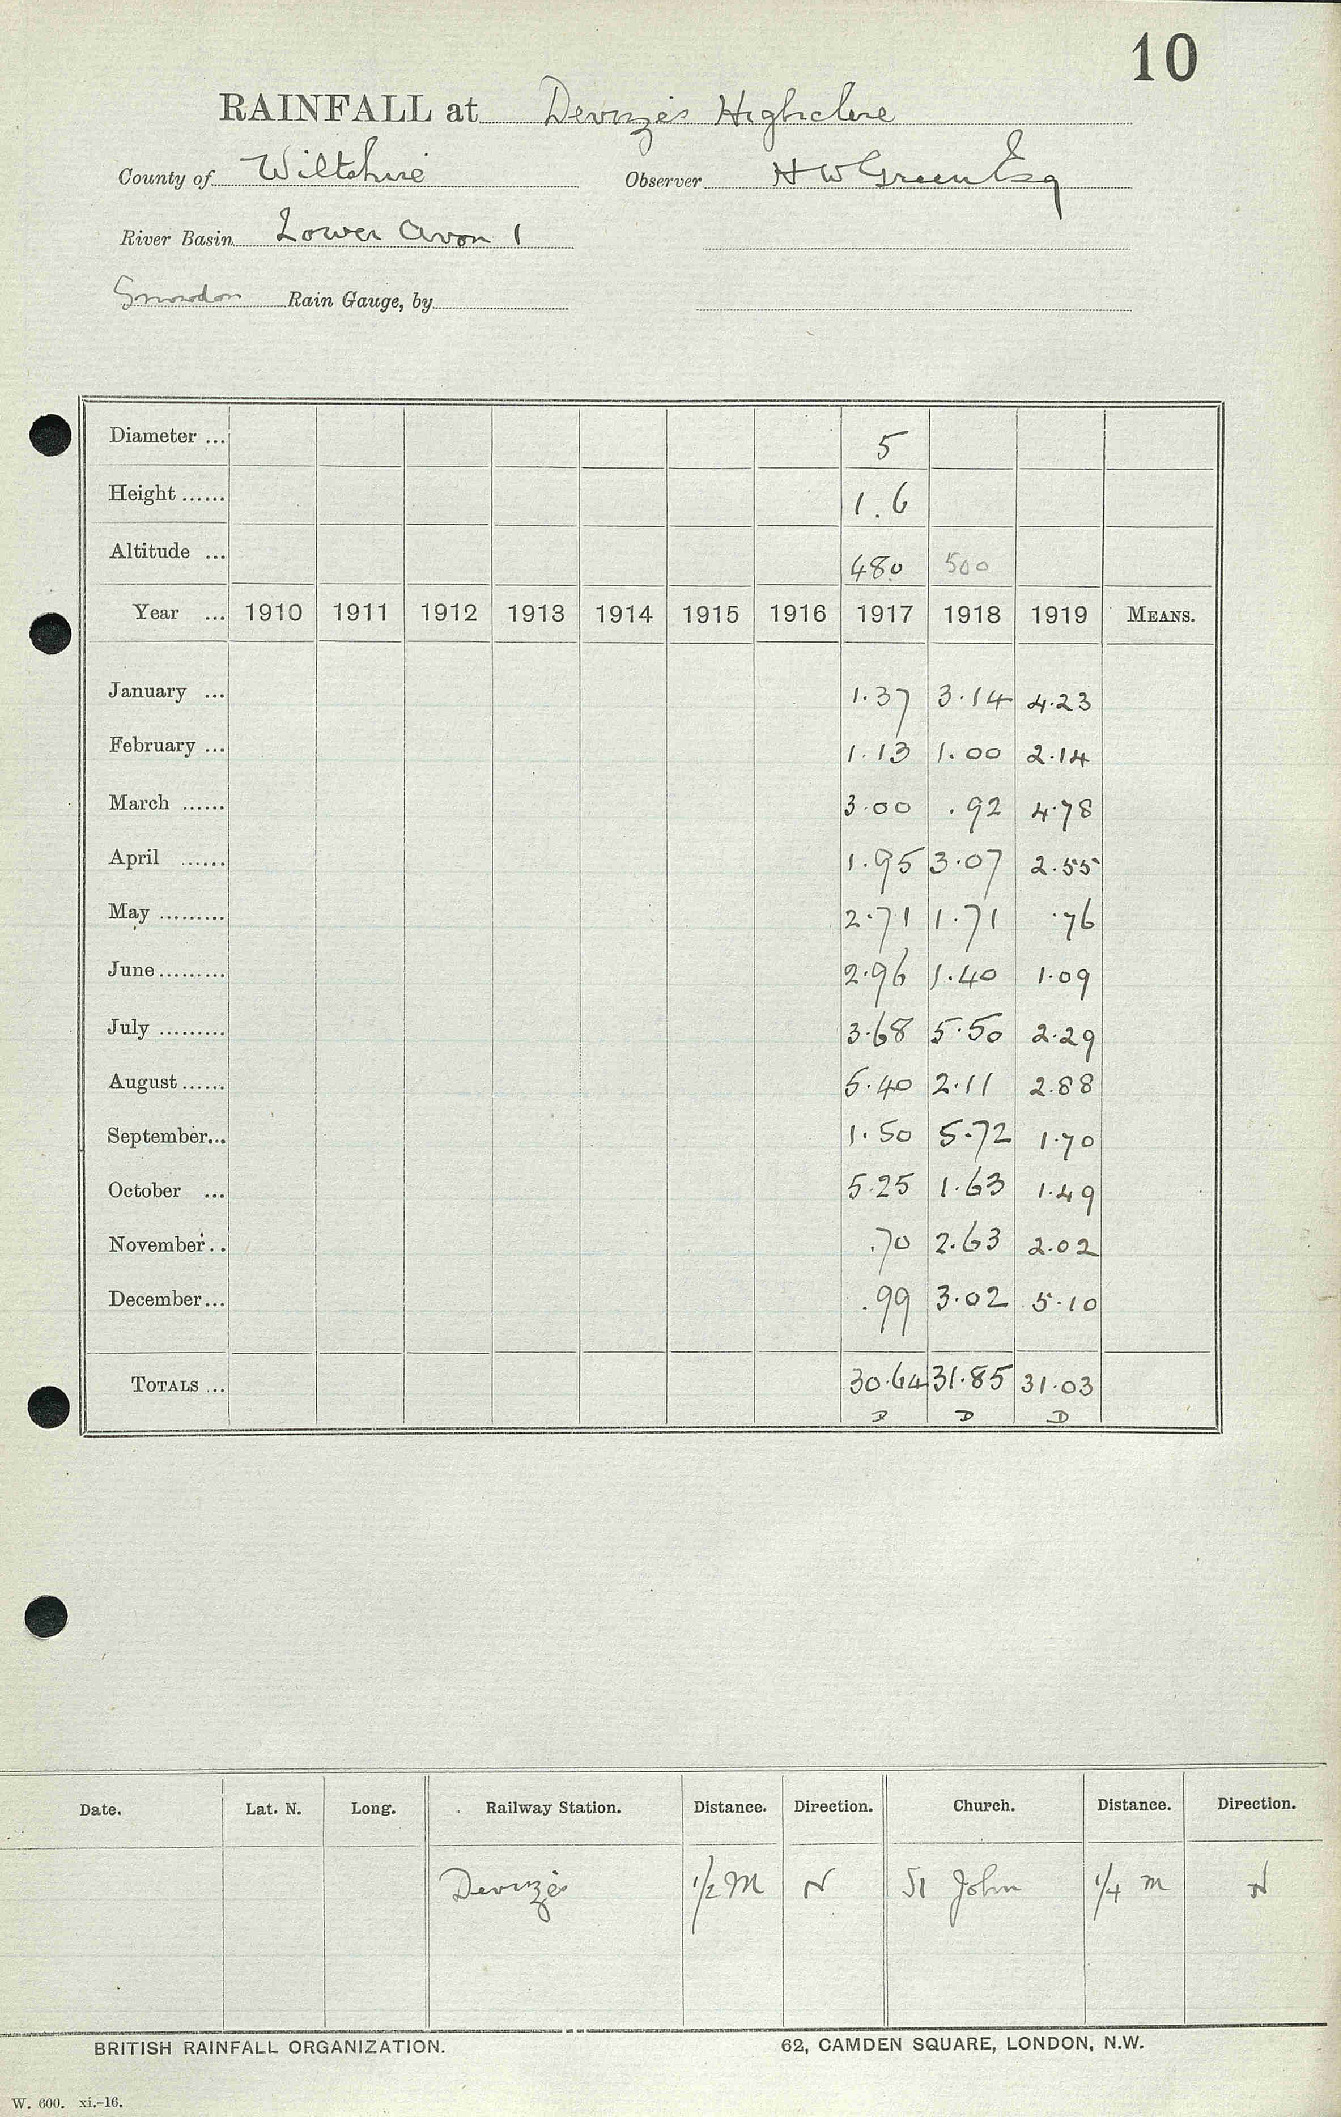 10
RAINFALL at Devizes Highclere
County of Wiltshire Observer H W Green Esq
River Basin Lower Avon 1
Snowdon Rain Gauge, by
Diameter ... 5
Height ...... 1.6
Altitude ... 480 500
Year ... 1910 1911 1912 1913 1914 1915 1916 1917 1918 1919 MEANS.
January ... 1.37 3.14 4.23
February ... 1.13 1.00 2.14
March ...... 3.00 .92 4.78
April ...... 1.95 3.07 2.55
May ......... 2.71 1.71 .76
June ......... 2.96 1.40 1.09
July ......... 3.68 5.50 2.29
August ...... 5.40 2.11 2.88
September... 1.50 5.72 1.70
October ... 5.25 1.63 1.49
November .. .70 2.63 2.02
December ... .99 3.02 5.10
TOTALS ... 30.64 31.85 31.03
D D D
Date. Lat. N. Long. Railway Station. Distance. Direction. Church. Distance. Direction.
Devizes 1/2 M N St John 1/4 m N
BRITISH RAINFALL ORGANIZATION. 62, CAMDEN SQUARE, LONDON, N.W.
W. 600. xi.-16.